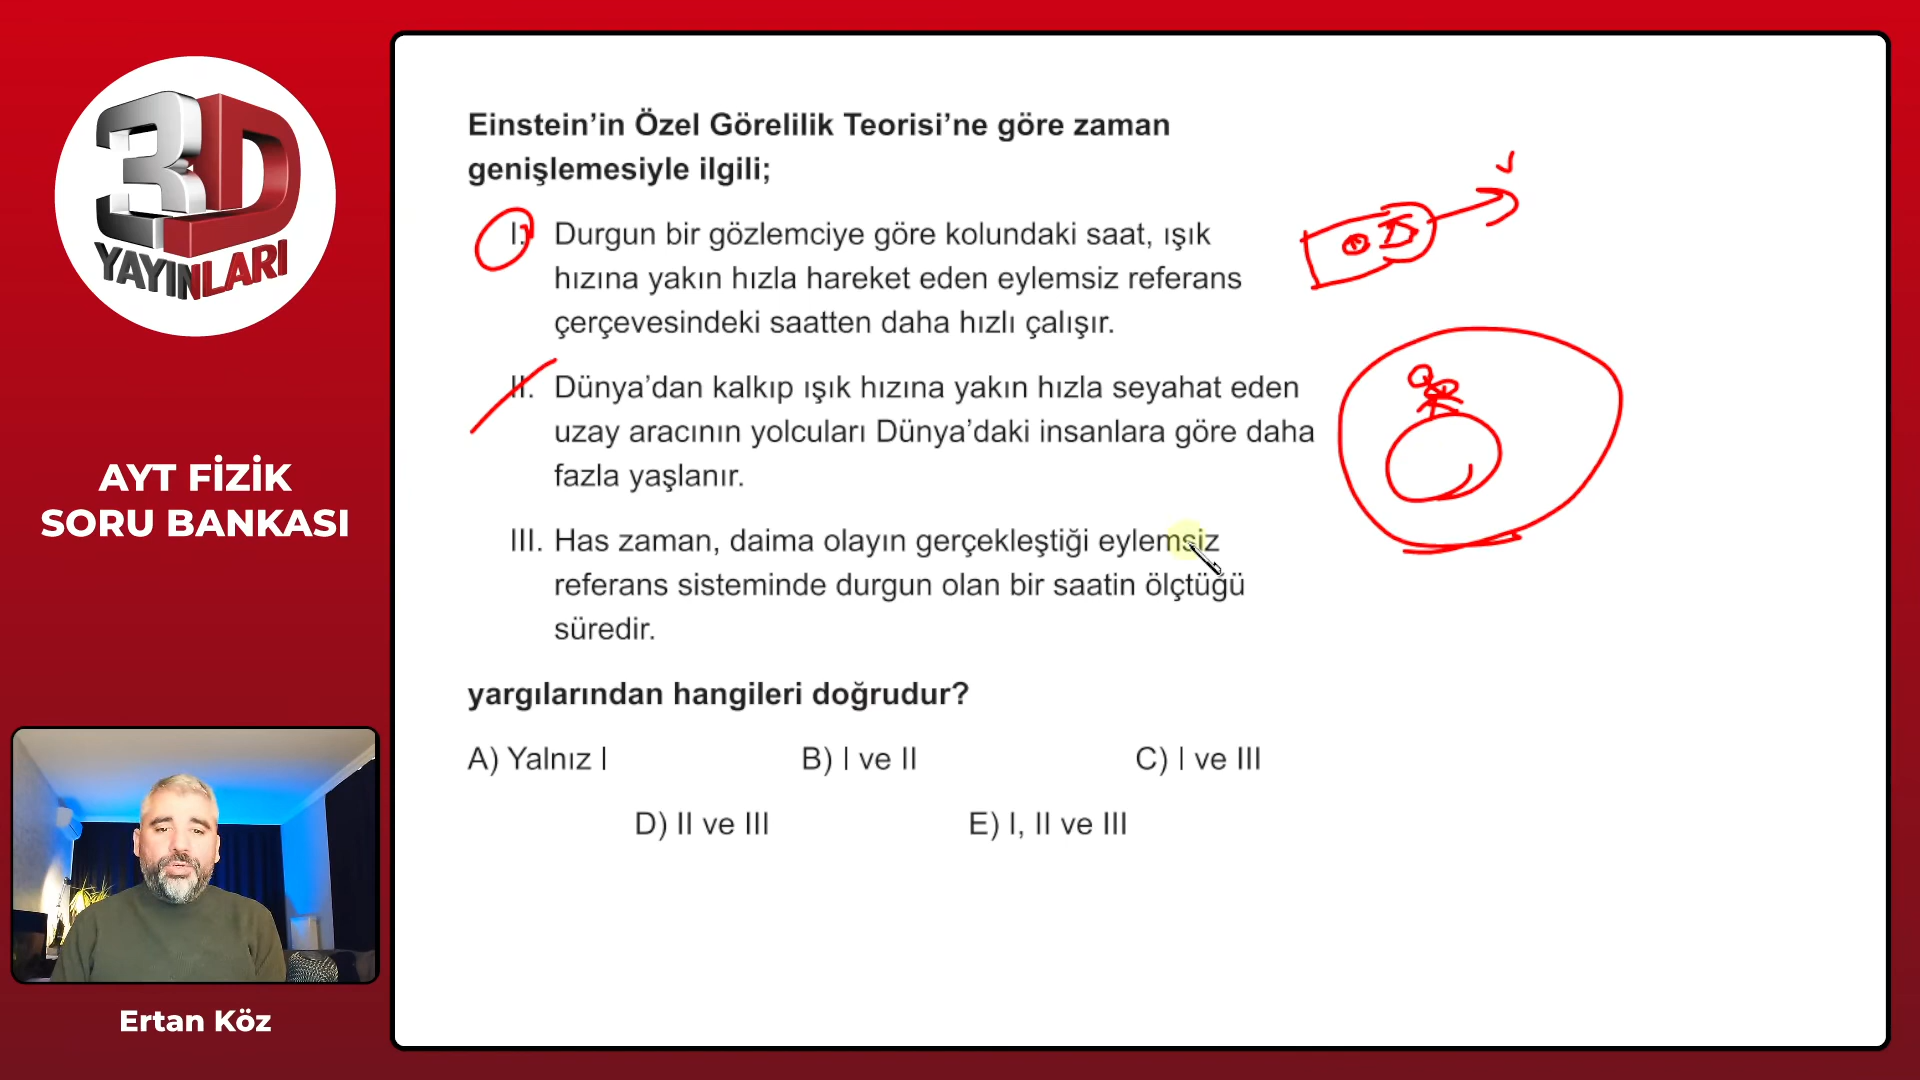 3D
YAYINLARI
AYT FİZİK
SORU BANKASI
Ertan Köz
Einstein’in Özel Görelilik Teorisi’ne göre zaman
genişlemesiyle ilgili;
I. Durgun bir gözlemciye göre kolundaki saat, ışık
hızına yakın hızla hareket eden eylemsiz referans
çerçevesindeki saatten daha hızlı çalışır.
II. Dünya’dan kalkıp ışık hızına yakın hızla seyahat eden
uzay aracının yolcuları Dünya’daki insanlara göre daha
fazla yaşlanır.
III. Has zaman, daima olayın gerçekleştiği eylemsiz
referans sisteminde durgun olan bir saatin ölçtüğü
süredir.
yargılarından hangileri doğrudur?
A) Yalnız I B) I ve II C) I ve III
D) II ve III E) I, II ve III
v